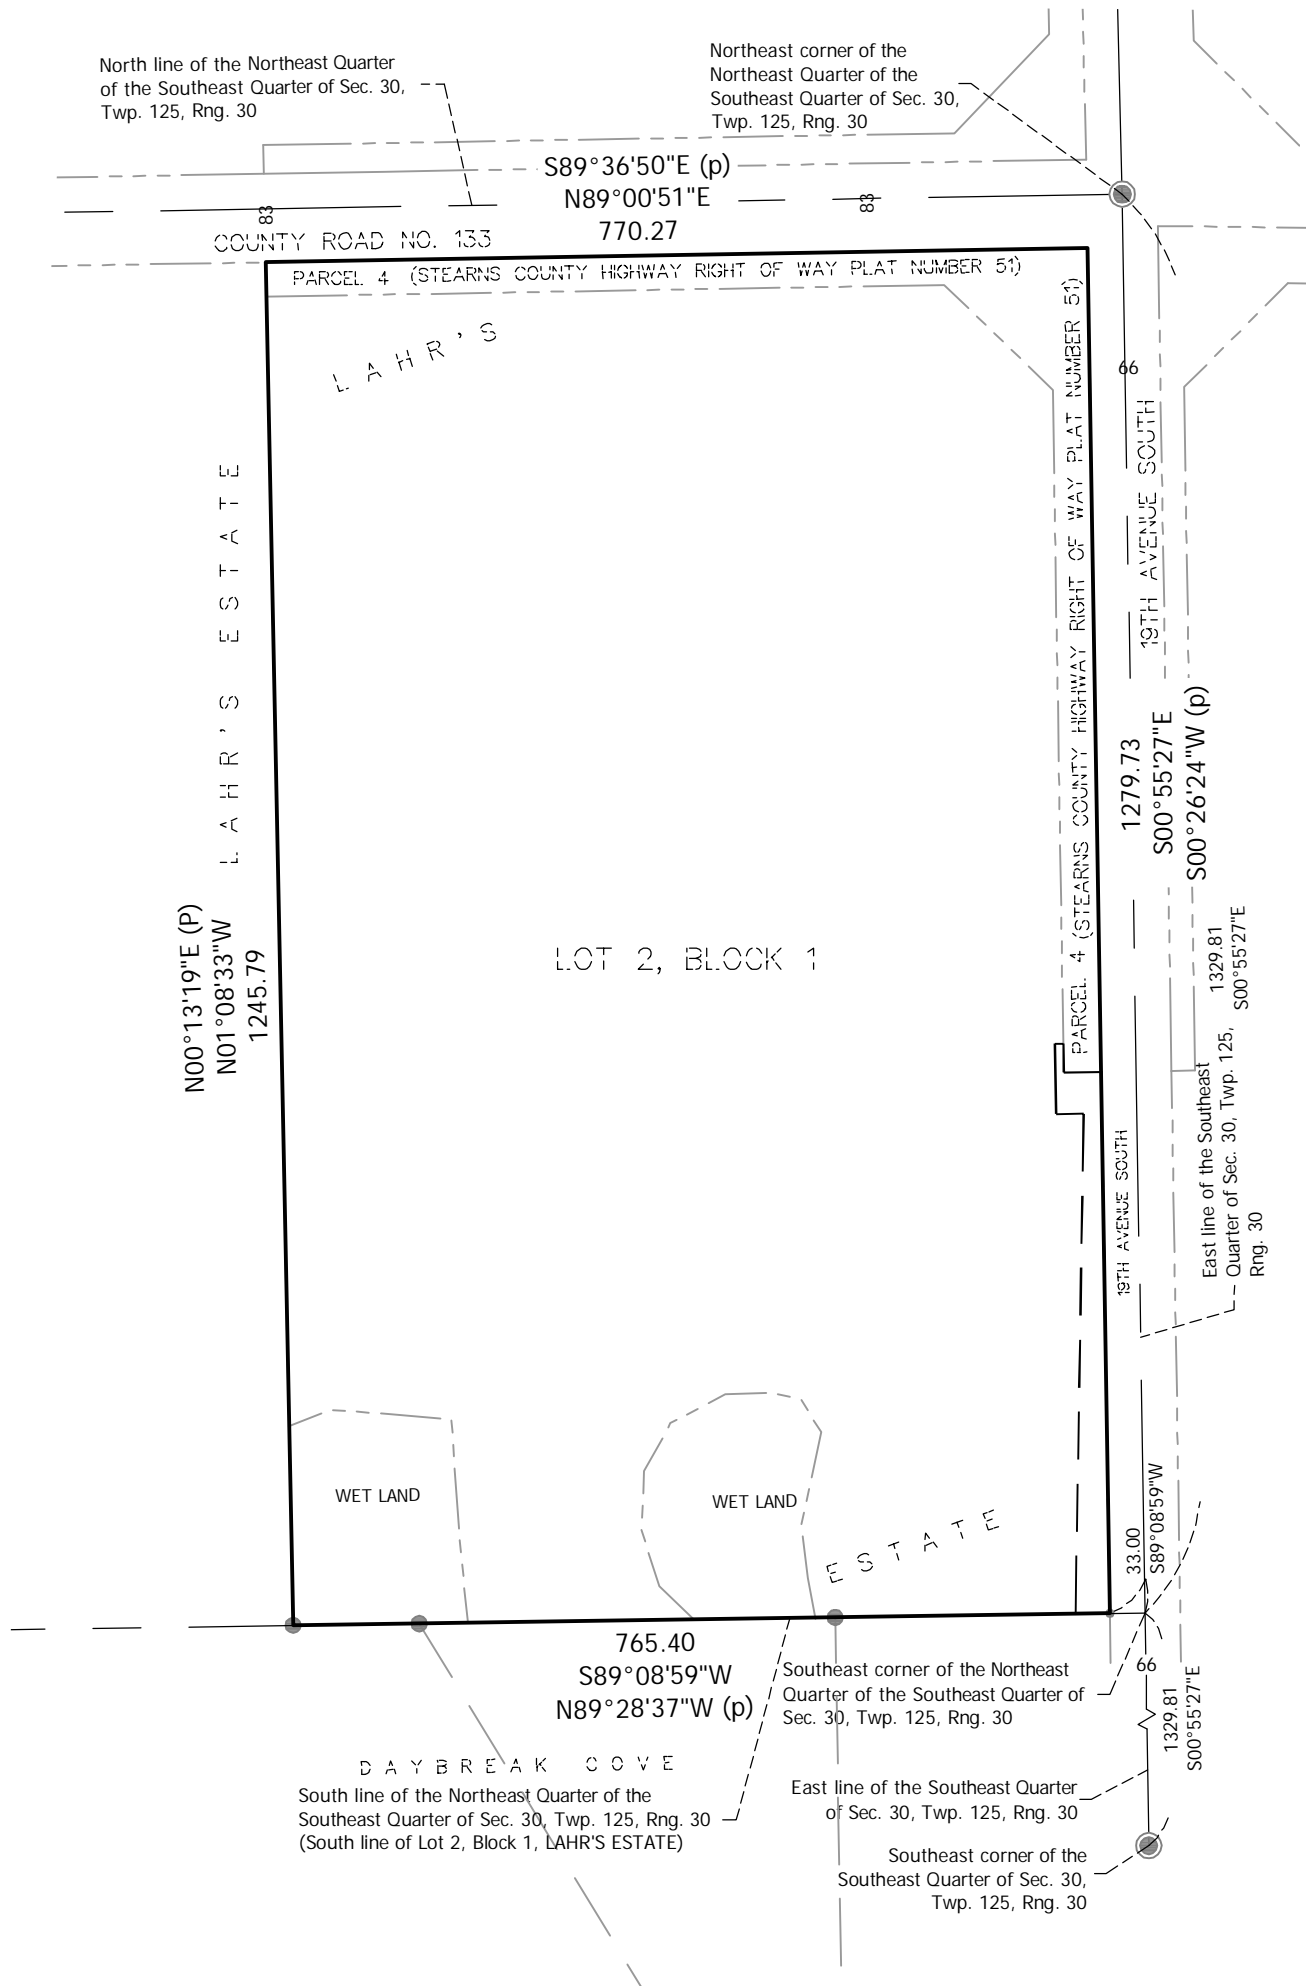 North line of the Northeast Quarter
of the Southeast Quarter of Sec. 30,
Twp. 125, Rng. 30
Northeast corner of the
Northeast Quarter of the
Southeast Quarter of Sec. 30,
Twp. 125, Rng. 30
S89°36'50"E (p)
N89°00'51"E
770.27
83
83
COUNTY ROAD NO. 133
PARCEL 4 (STEARNS COUNTY HIGHWAY RIGHT OF WAY PLAT NUMBER 51)
LAHR'S
66
PARCEL 4 (STEARNS COUNTY HIGHWAY RIGHT OF WAY PLAT NUMBER 51)
19TH AVENUE SOUTH
LAHR'S ESTATE
1279.73
S00°55'27"E
S00°26'24"W (p)
N00°13'19"E (P)
N01°08'33"W
1245.79
LOT 2, BLOCK 1
1329.81
S00°55'27"E
East line of the Southeast
Quarter of Sec. 30, Twp. 125,
Rng. 30
19TH AVENUE SOUTH
WET LAND
WET LAND
ESTATE
33.00
S89°08'59"W
765.40
S89°08'59"W
N89°28'37"W (p)
Southeast corner of the Northeast
Quarter of the Southeast Quarter of
Sec. 30, Twp. 125, Rng. 30
66
1329.81
S00°55'27"E
DAYBREAK COVE
South line of the Northeast Quarter of the
Southeast Quarter of Sec. 30, Twp. 125, Rng. 30
(South line of Lot 2, Block 1, LAHR'S ESTATE)
East line of the Southeast Quarter
of Sec. 30, Twp. 125, Rng. 30
Southeast corner of the
Southeast Quarter of Sec. 30,
Twp. 125, Rng. 30